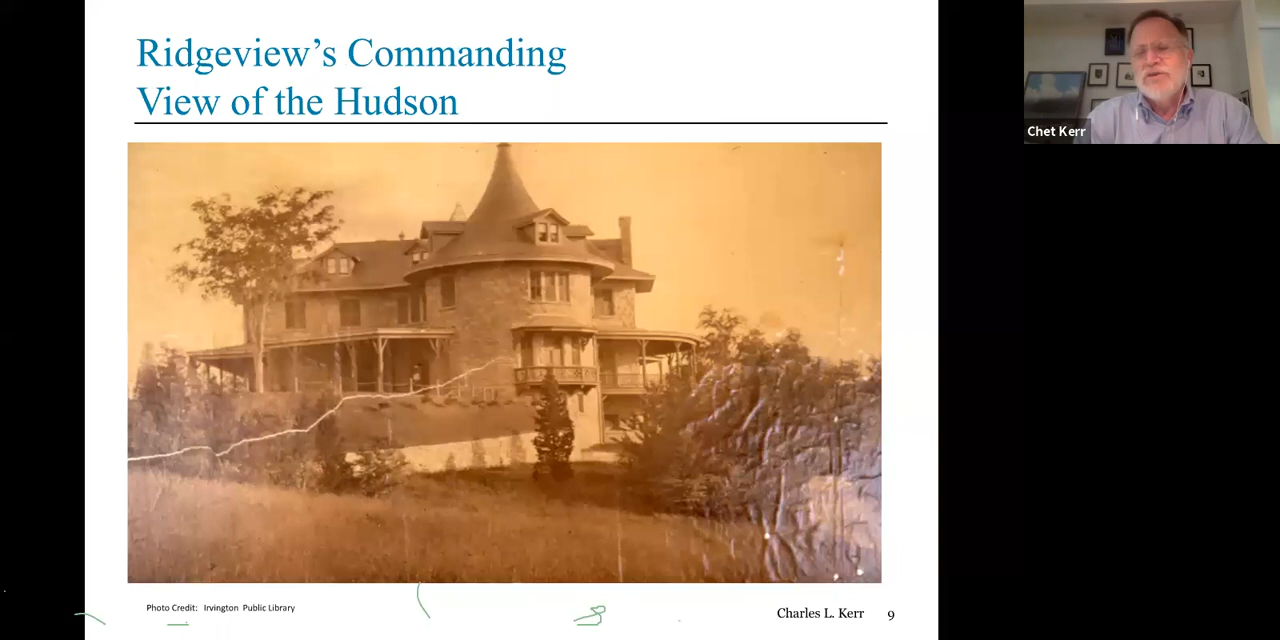 Ridgeview’s Commanding
View of the Hudson
Chet Kerr
Photo Credit: Irvington Public Library
Charles L. Kerr 9